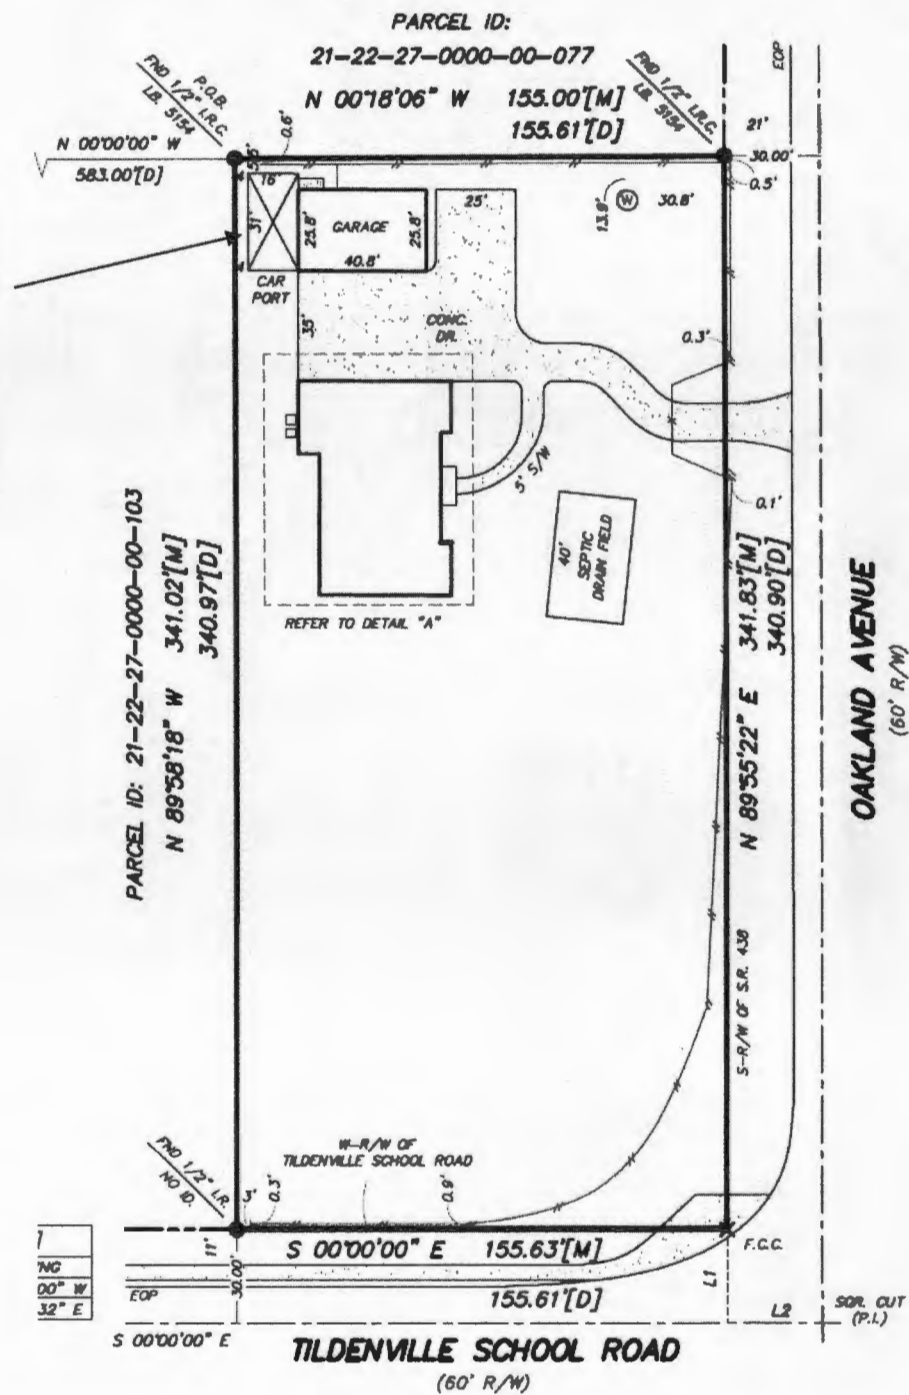 PARCEL ID:
21-22-27-0000-00-077
N 00°18'06" W 155.00'[M]
155.61'[D]
FND 1/2" I.R.C.
LB. 5154
P.O.B.
FND 1/2" I.R.C.
LB. 5154
EOP
21'
30.00'
0.5'
N 00°00'00" W
583.00'[D]
0.6'
16'
31'
25.8'
GARAGE
25.8'
40.8'
CAR
PORT
25'
13.9'
W
30.8'
35'
CONC.
DR.
0.3'
5' S/W
0.1'
40'
SEPTIC
DRAIN FIELD
REFER TO DETAIL "A"
PARCEL ID: 21-22-27-0000-00-103
N 89°58'18" W 341.02'[M]
340.97'[D]
N 89°55'22" E 341.83'[M]
340.90'[D]
OAKLAND AVENUE
(60' R/W)
S-R/W OF S.R. 438
W-R/W OF
TILDENVILLE SCHOOL ROAD
FND 1/2" I.R.
NO ID.
3'
0.3'
0.9'
11'
30.00'
S 00°00'00" E 155.63'[M]
155.61'[D]
F.C.C.
L1
L2
SQR. CUT
(P.I.)
NG
00" W
32" E
EOP
S 00°00'00" E
TILDENVILLE SCHOOL ROAD
(60' R/W)